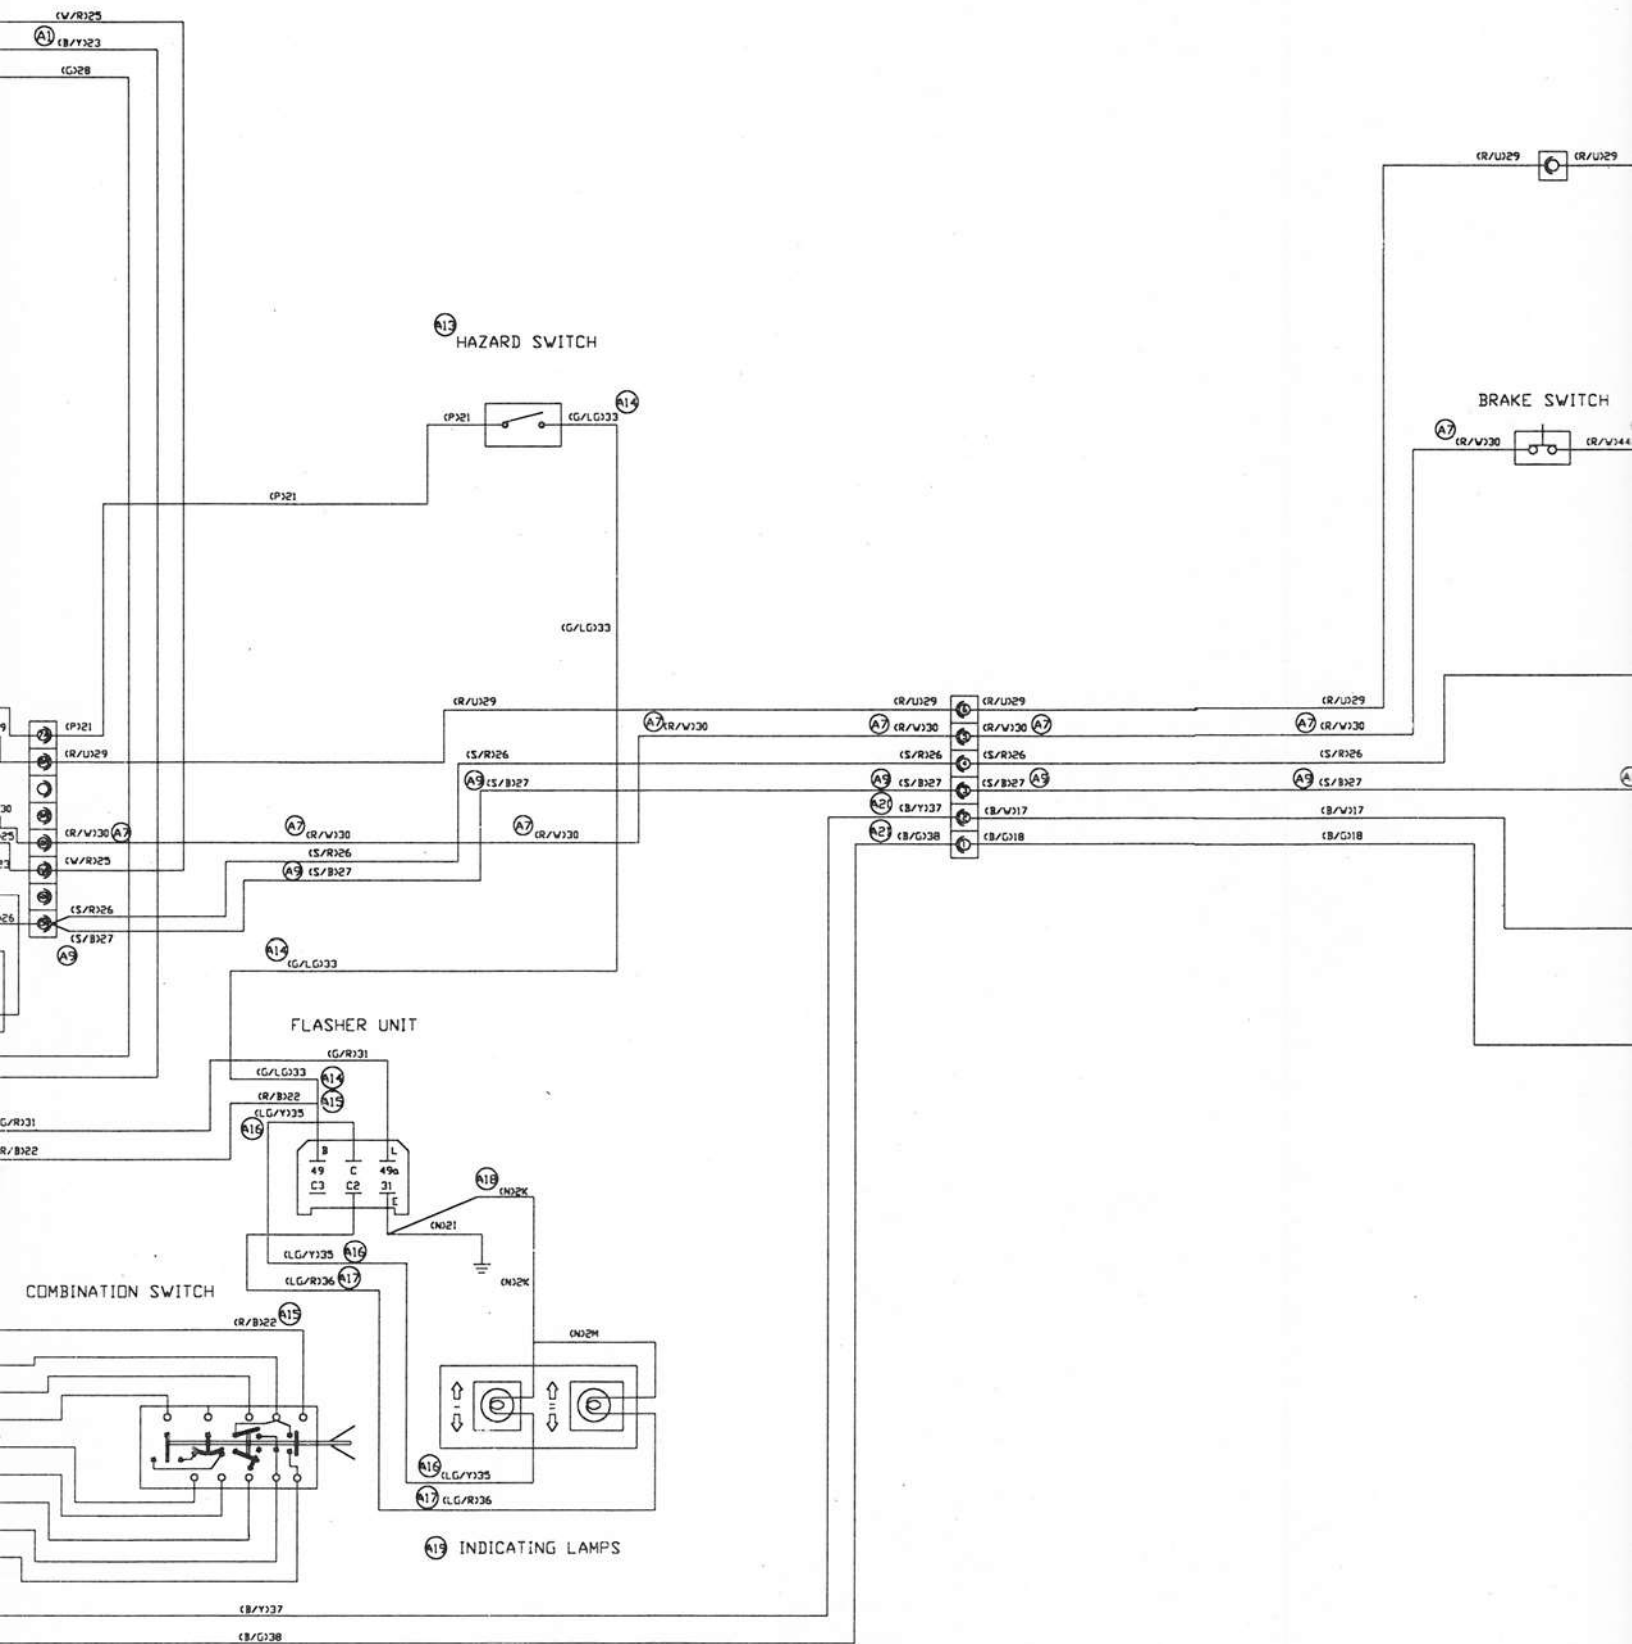 (W/R)25
A1 (B/Y)23
(G)28
(R/U)29 (R/U)29
A13
HAZARD SWITCH
BRAKE SWITCH
(P)21 (G/LG)33 A14
A7 (R/W)30 (R/W)44
(P)21
(G/LG)33
(R/U)29 (R/U)29 (R/U)29 (R/U)29
9 (P)21 A7 (R/W)30 A7 (R/W)30 (R/W)30 A7 A7 (R/W)30
(R/U)29 (S/R)26 (S/R)26 (S/R)26 (S/R)26
A9 (S/B)27 A9 (S/B)27 (S/B)27 A9 A9 (S/B)27
30 A20 (B/Y)37 (B/W)17 (B/W)17
25 (R/W)30 A7 A7 (R/W)30 A7 (R/W)30 A21 (B/G)38 (B/G)18 (B/G)18
(S/R)26
23 (W/R)25
A9 (S/B)27
26 (S/R)26
(S/B)27
A9
A14
(G/LG)33
FLASHER UNIT
(G/R)31
(G/LG)33 A14
(R/B)22 A15
(LG/Y)35
G/R)31 A16
R/B)22
B L
49 C 49a
C3 C2 31
E
A18
(N)2K
(N)21
(LG/Y)35 A16
(LG/R)36 A17
(N)2K
COMBINATION SWITCH
A15
(R/B)22
(N)2M
A16
(LG/Y)35
A17 (LG/R)36
A19 INDICATING LAMPS
(B/Y)37
(B/G)38